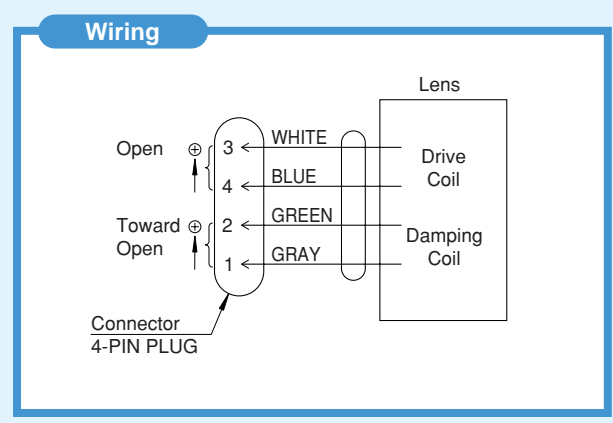 Wiring
Lens
Open ⊕ 3 WHITE
Drive
4 BLUE Coil
Toward ⊕ 2 GREEN
Open
Damping
1 GRAY Coil
Connector
4-PIN PLUG